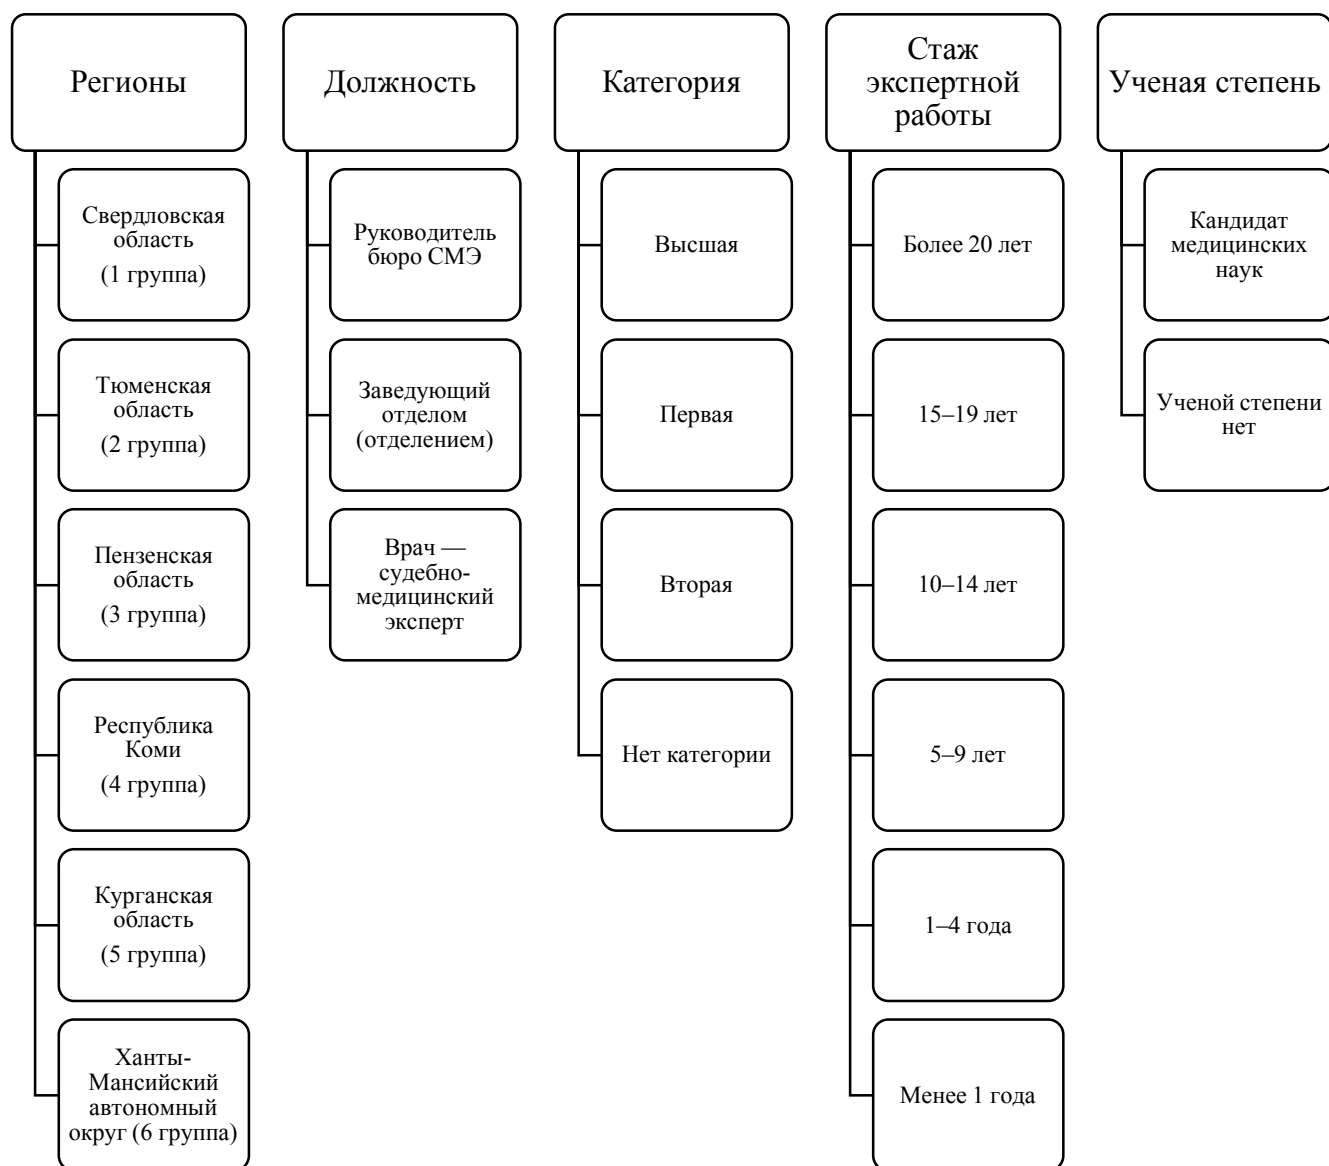 Регионы
Свердловская
область
(1 группа)
Тюменская
область
(2 группа)
Пензенская
область
(3 группа)
Республика
Коми
(4 группа)
Курганская
область
(5 группа)
Ханты-
Мансийский
автономный
округ (6 группа)
Должность
Руководитель
бюро СМЭ
Заведующий
отделом
(отделением)
Врач —
судебно-
медицинский
эксперт
Категория
Высшая
Первая
Вторая
Нет категории
Стаж
экспертной
работы
Более 20 лет
15–19 лет
10–14 лет
5–9 лет
1–4 года
Менее 1 года
Ученая степень
Кандидат
медицинских
наук
Ученой степени
нет